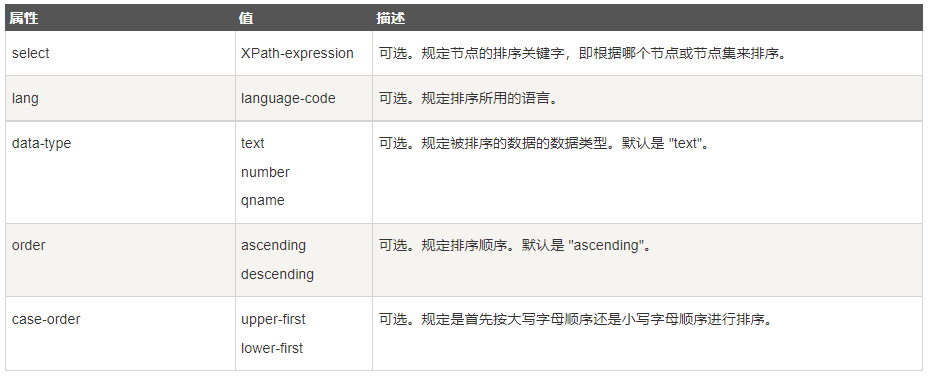 属性 值 描述
select XPath-expression 可选。规定节点的排序关键字，即根据哪个节点或节点集来排序。
lang language-code 可选。规定排序所用的语言。
data-type text 可选。规定被排序的数据的数据类型。默认是 "text"。
number
qname
order ascending 可选。规定排序顺序。默认是 "ascending"。
descending
case-order upper-first 可选。规定是首先按大写字母顺序还是小写字母顺序进行排序。
lower-first